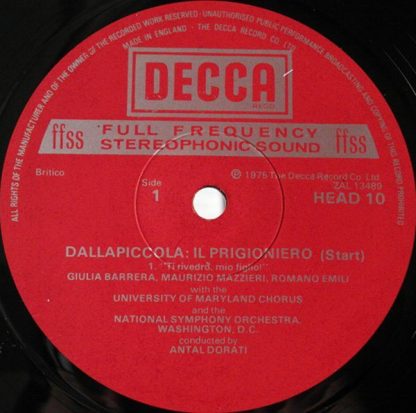 ALL RIGHTS OF THE MANUFACTURER AND OF THE OWNER OF THE RECORDED WORK RESERVED · UNAUTHORISED PUBLIC PERFORMANCE BROADCASTING AND COPYING OF THIS RECORD PROHIBITED
MADE IN ENGLAND · THE DECCA RECORD CO LTD
DECCA
REGD
ffss FULL FREQUENCY ffss
STEREOPHONIC SOUND
Britico
Side
1
℗ 1975 The Decca Record Co Ltd
ZAL 13489
HEAD 10
DALLAPICCOLA: IL PRIGIONIERO (Start)
1. "Ti rivedrò, mio figlio!"
GIULIA BARRERA, MAURIZIO MAZZIERI, ROMANO EMILI
with the
UNIVERSITY OF MARYLAND CHORUS
and the
NATIONAL SYMPHONY ORCHESTRA,
WASHINGTON, D.C.
conducted by
ANTAL DORATI